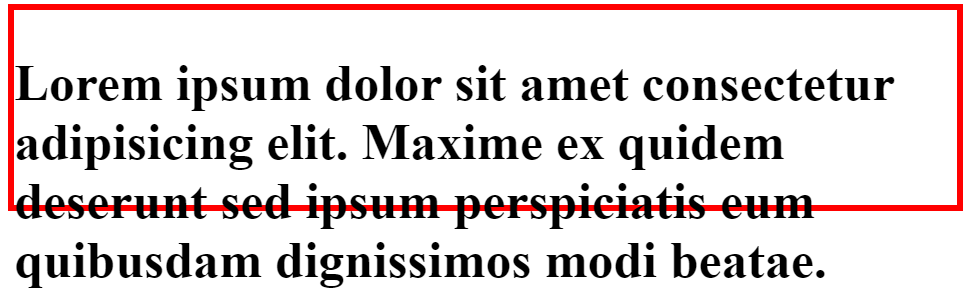 Lorem ipsum dolor sit amet consectetur
adipisicing elit. Maxime ex quidem
deserunt sed ipsum perspiciatis eum
quibusdam dignissimos modi beatae.